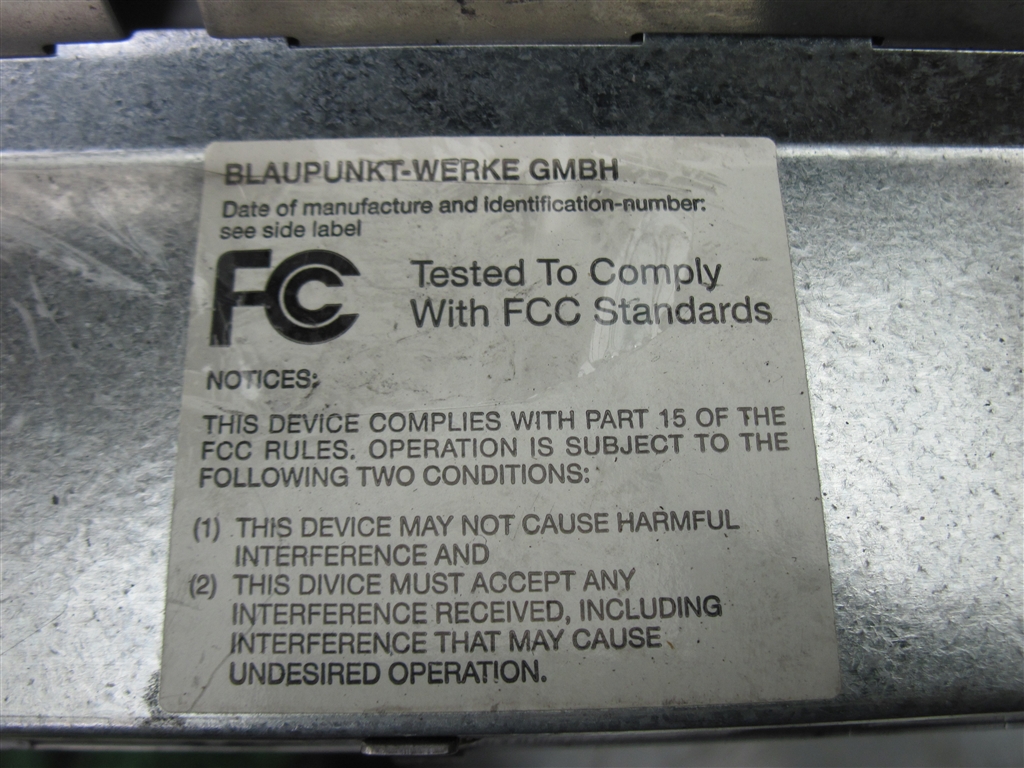 BLAUPUNKT-WERKE GMBH
Date of manufacture and identification-number:
see side label
FCC
Tested To Comply
With FCC Standards
NOTICES:
THIS DEVICE COMPLIES WITH PART 15 OF THE
FCC RULES. OPERATION IS SUBJECT TO THE
FOLLOWING TWO CONDITIONS:
(1) THIS DEVICE MAY NOT CAUSE HARMFUL
INTERFERENCE AND
(2) THIS DIVICE MUST ACCEPT ANY
INTERFERENCE RECEIVED, INCLUDING
INTERFERENCE THAT MAY CAUSE
UNDESIRED OPERATION.